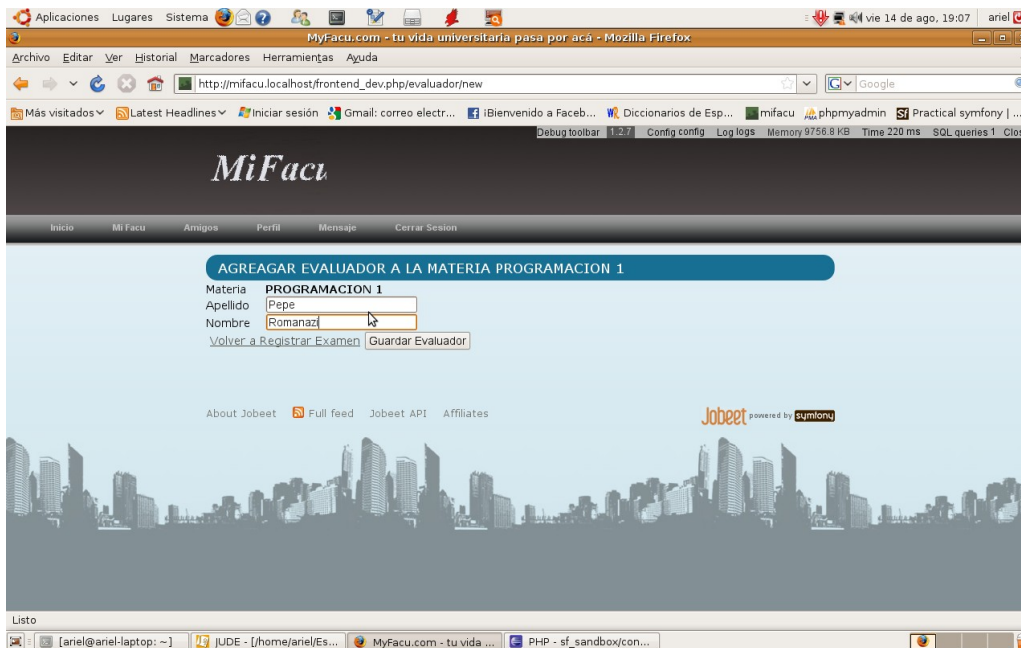 Aplicaciones Lugares Sistema vie 14 de ago, 19:07 ariel
MyFacu.com - tu vida universitaria pasa por acá - Mozilla Firefox
Archivo Editar Ver Historial Marcadores Herramientas Ayuda
http://mifacu.localhost/frontend_dev.php/evaluador/new Google
Más visitados Latest Headlines Iniciar sesión Gmail: correo electr... ¡Bienvenido a Faceb... Diccionarios de Esp... mifacu phpmyadmin Practical symfony | ...
Debug toolbar 1.2.7 Config config Log logs Memory 9756.8 KB Time 220 ms SQL queries 1 Clos
MiFacu
Inicio Mi Facu Amigos Perfil Mensaje Cerrar Sesion
AGREAGAR EVALUADOR A LA MATERIA PROGRAMACION 1
Materia PROGRAMACION 1
Apellido Pepe
Nombre Romanazi
Volver a Registrar Examen Guardar Evaluador
About Jobeet Full feed Jobeet API Affiliates Jobeet powered by symfony
Listo
[ariel@ariel-laptop: ~] JUDE - [/home/ariel/Es... MyFacu.com - tu vida ... PHP - sf_sandbox/con...